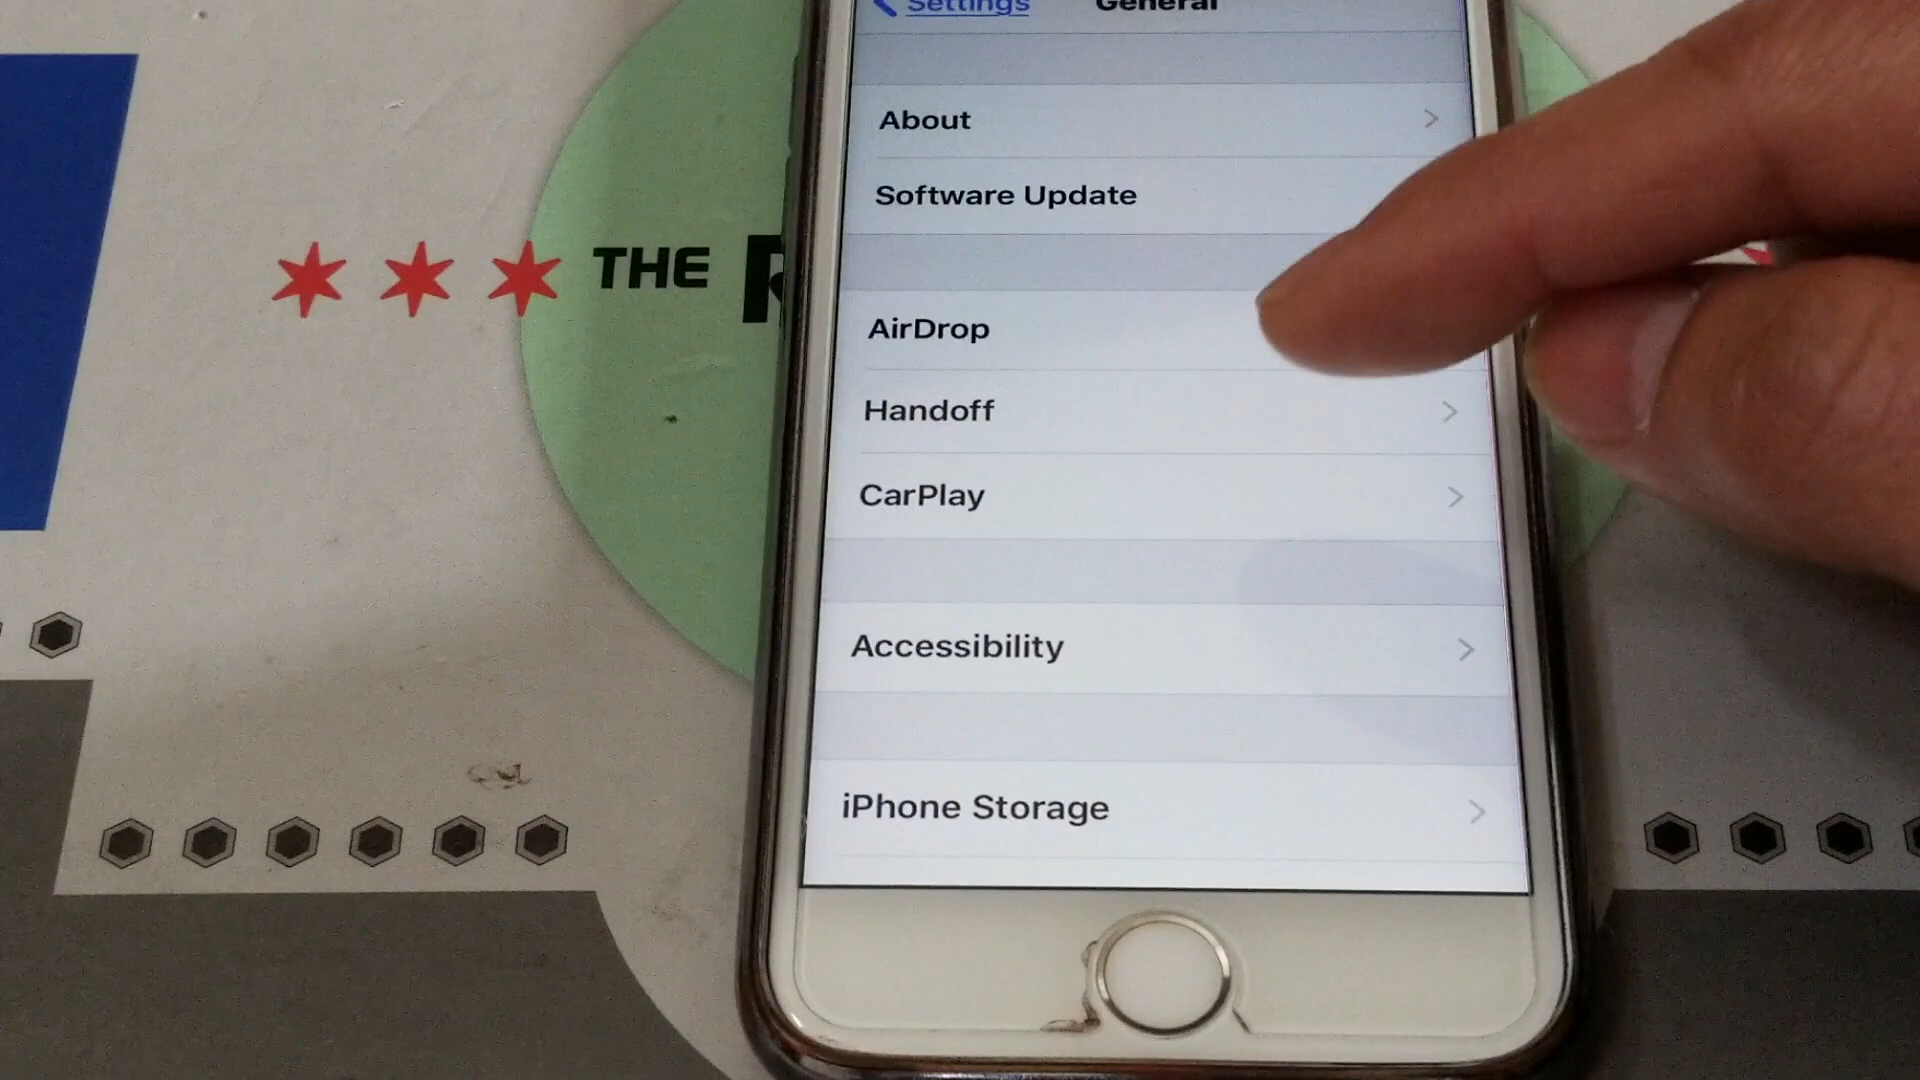 Settings General
About
Software Update
THE
AirDrop
Handoff
CarPlay
Accessibility
iPhone Storage